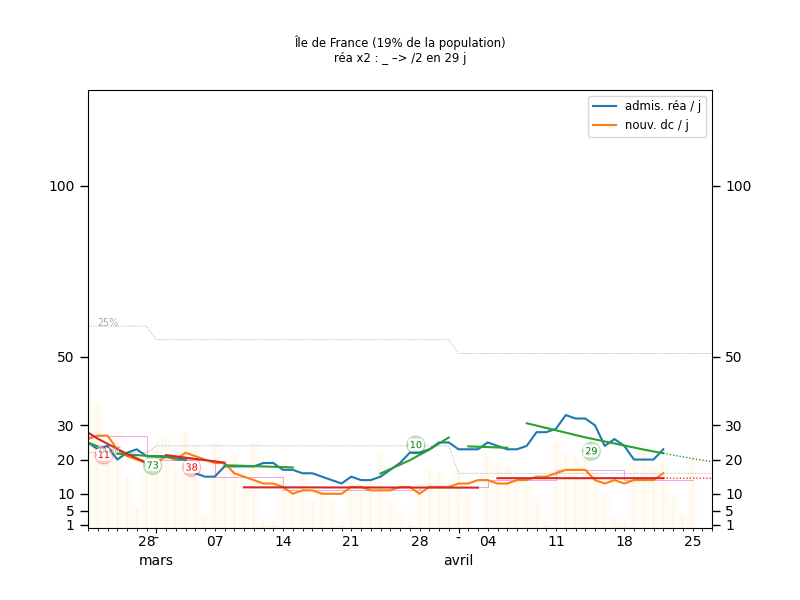 Île de France (19% de la population)
réa x2 : _ –> /2 en 29 j
admis. réa / j
nouv. dc / j
100 100
25%
50 50
30 30
10
29
11
73
38
20 20
10 10
5 5
1 1
28 - 07 14 21 28 - 04 11 18 25
mars avril